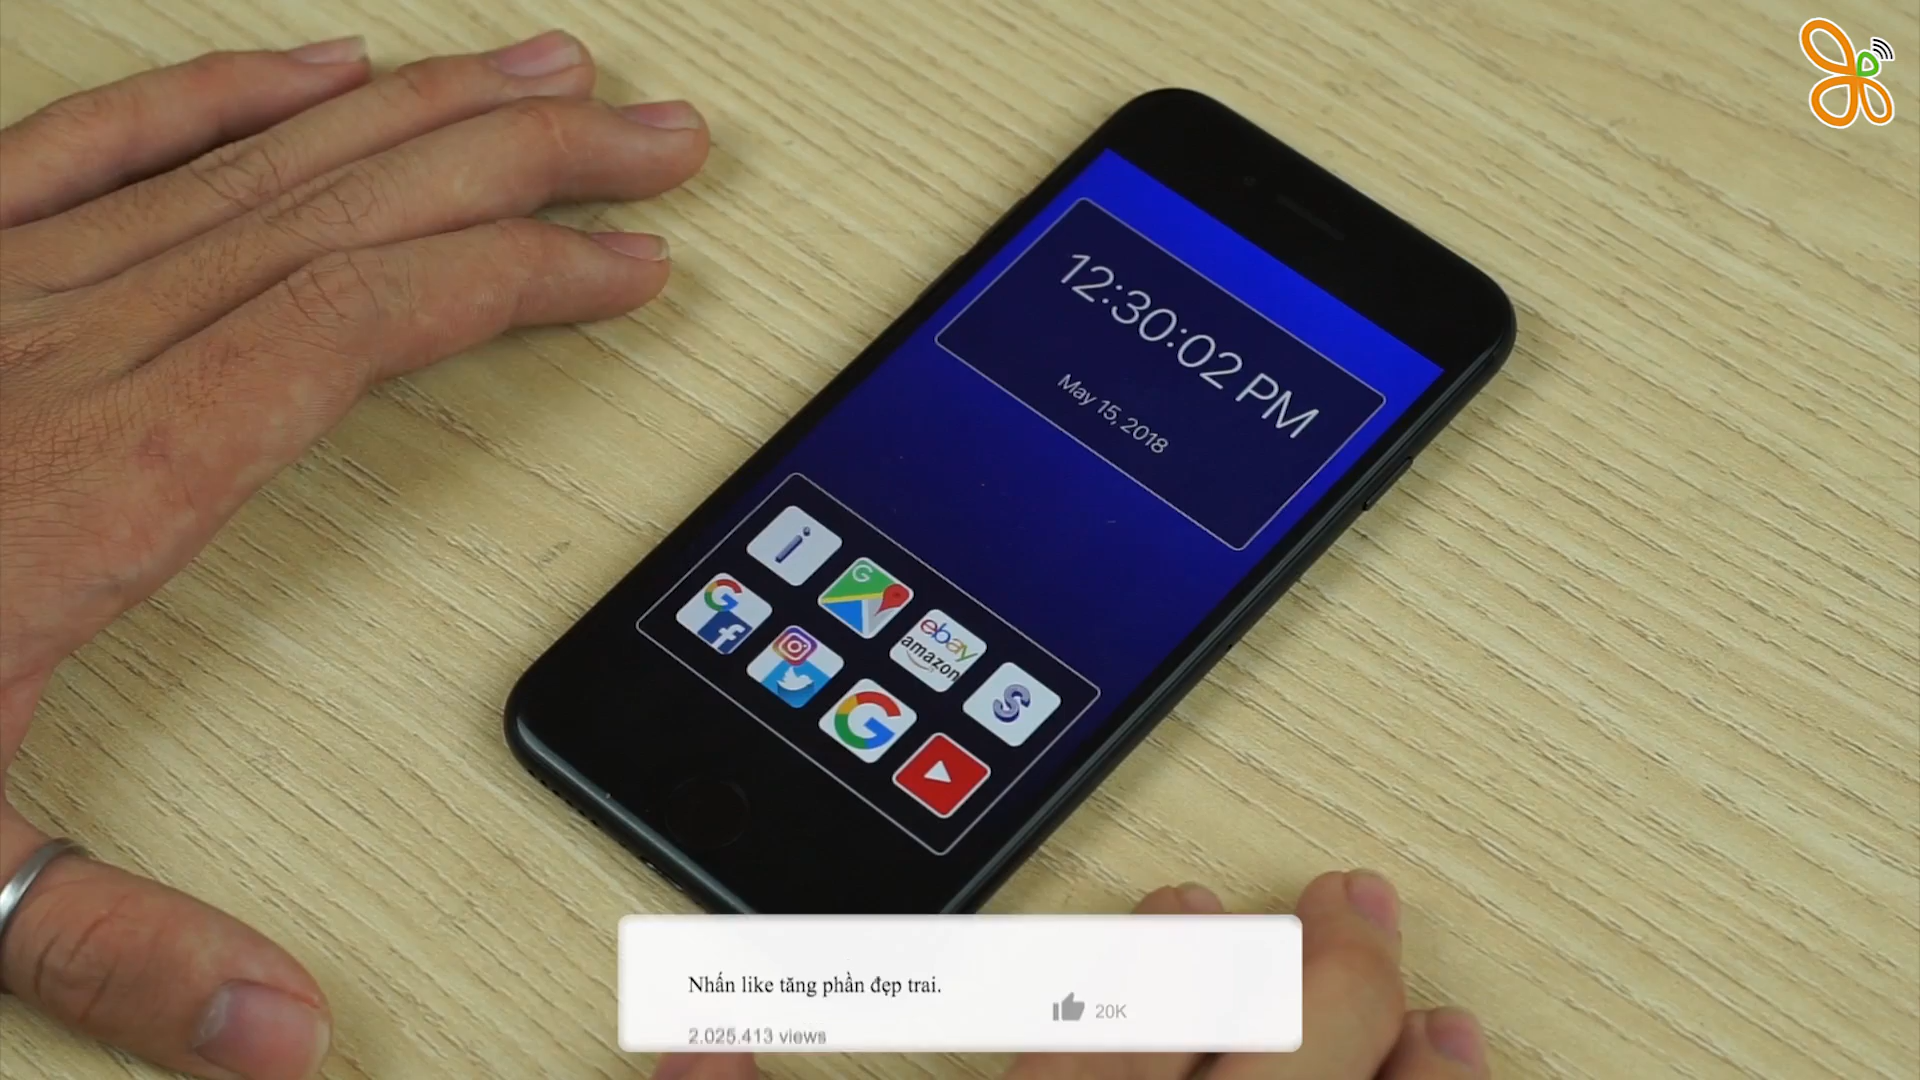 12:30:02 PM
May 15, 2018
i
G
ebay
amazon
S
G
f
G
Nhấn like tăng phần đẹp trai.
20K
2.025.413 views